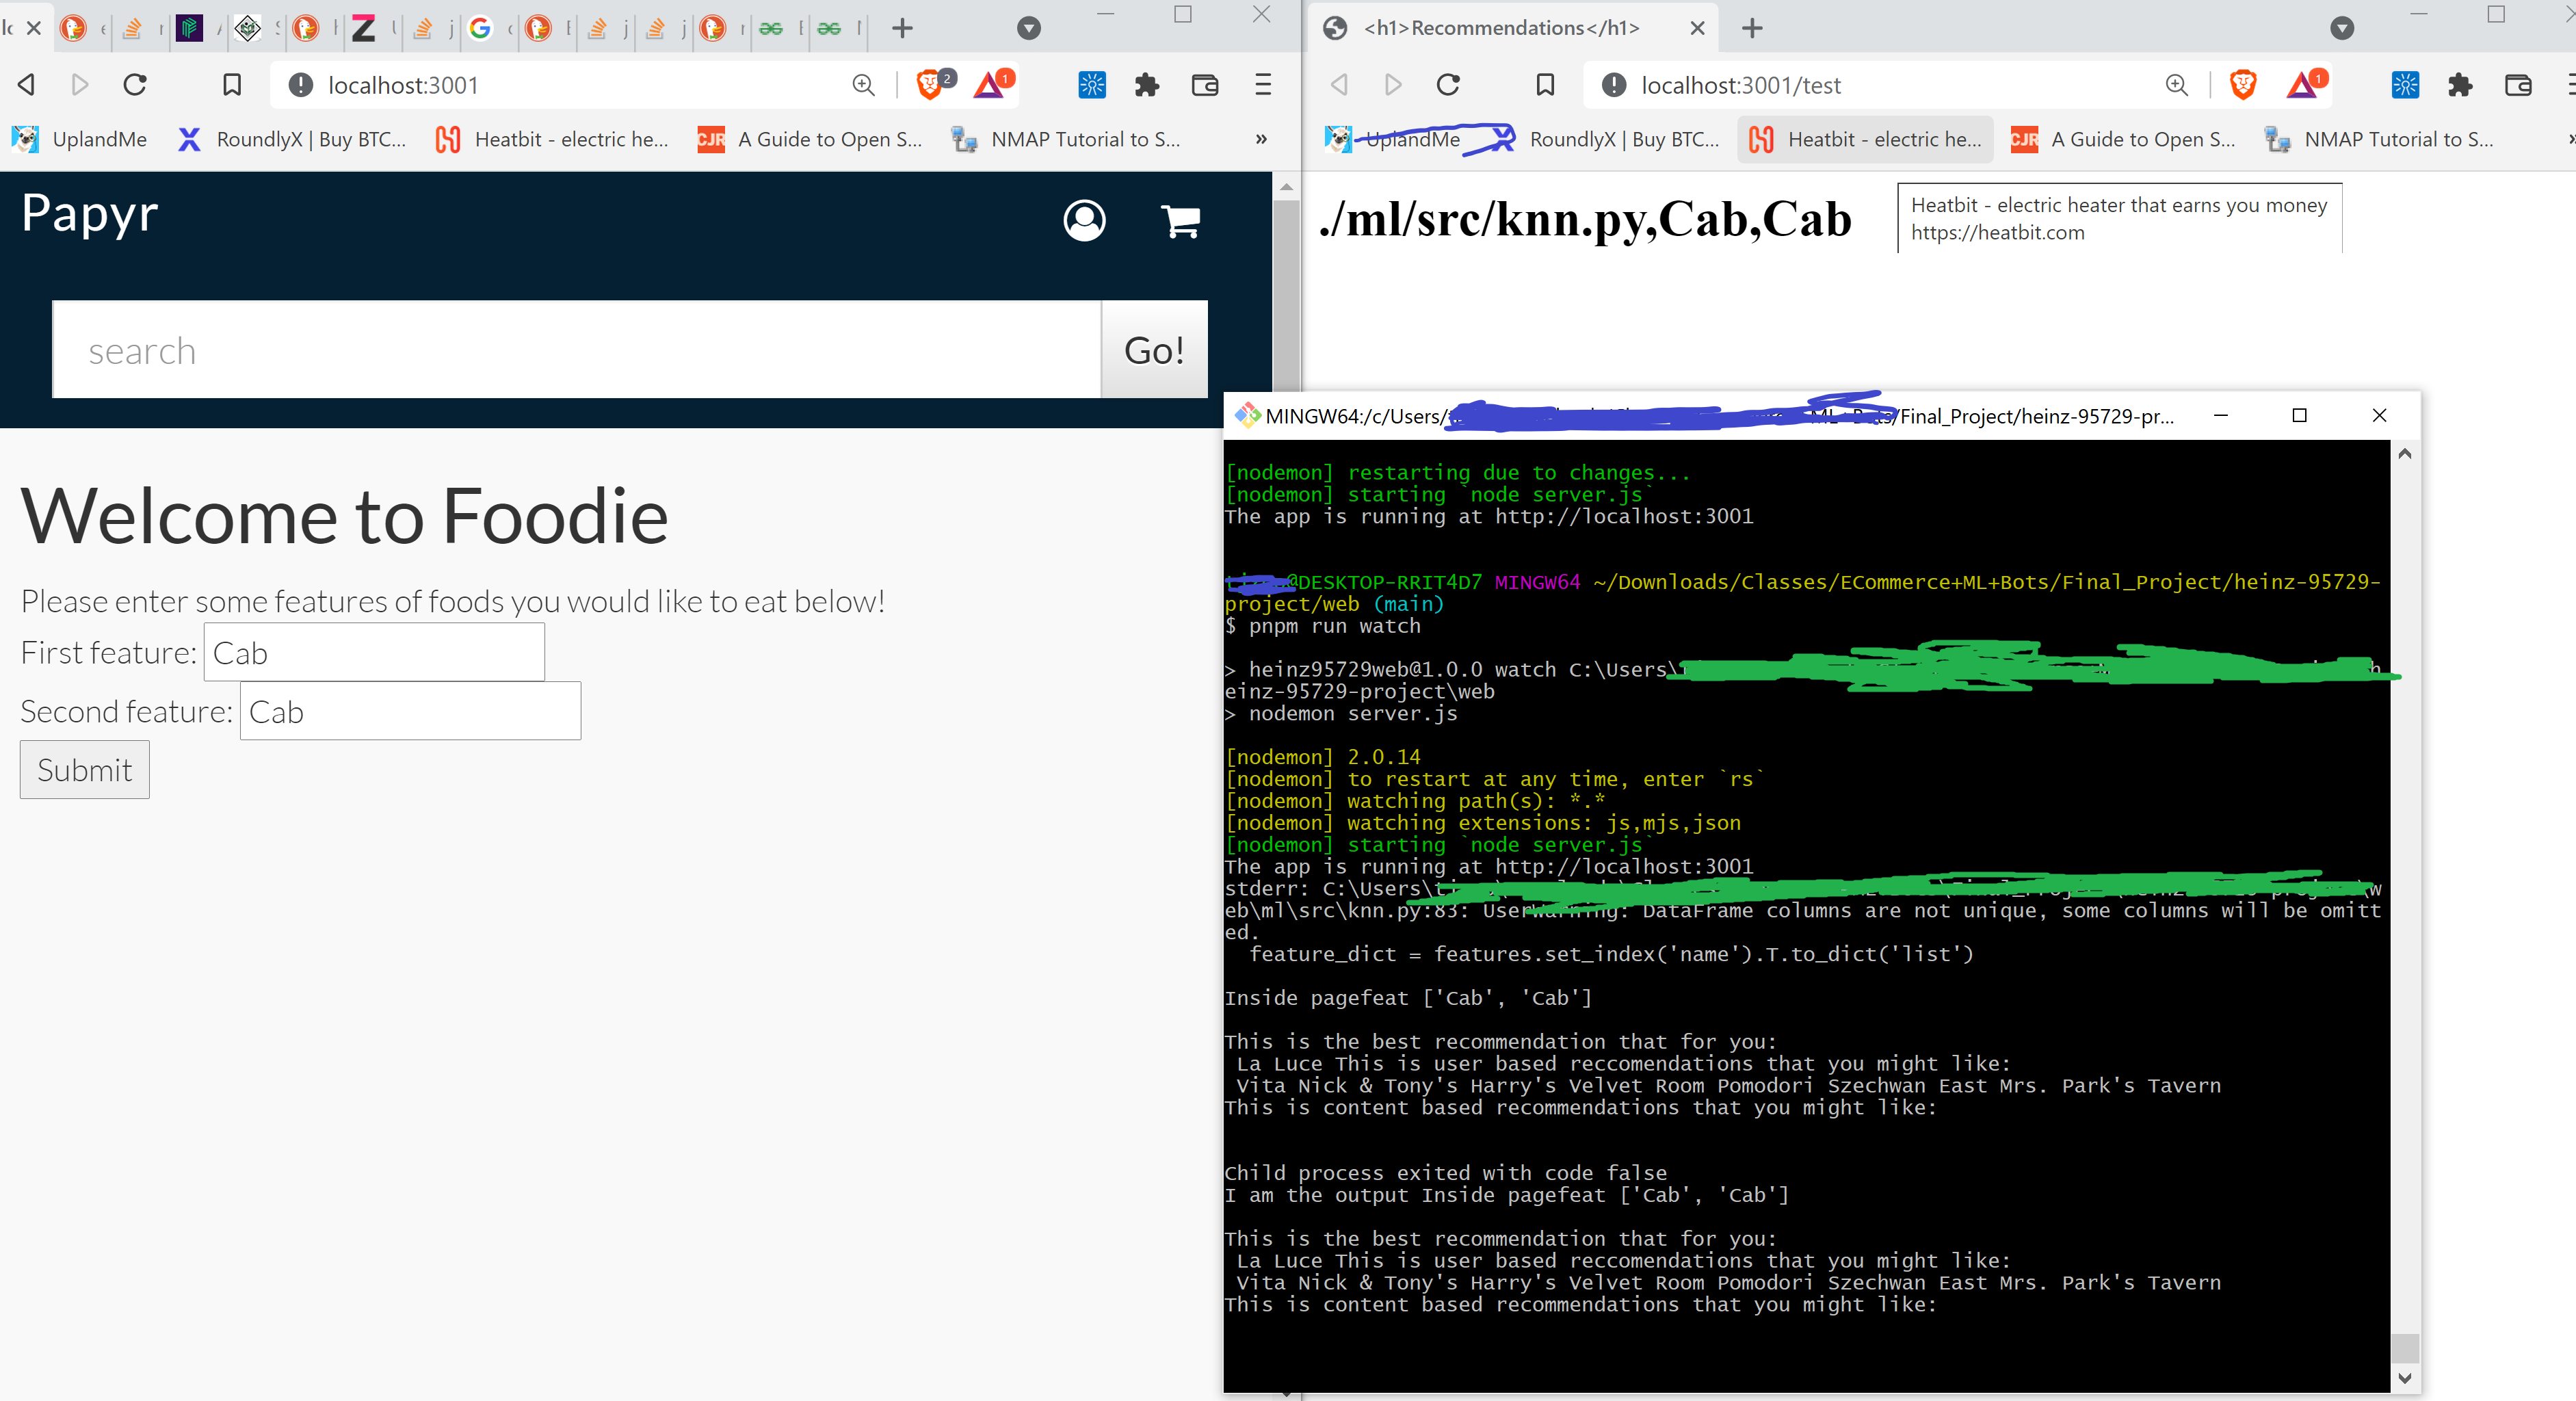 localhost:3001
UplandMe
RoundlyX | Buy BTC...
Heatbit - electric he...
CJR
A Guide to Open S...
NMAP Tutorial to S...
»
Papyr
search
Go!
Welcome to Foodie
Please enter some features of foods you would like to eat below!
First feature: Cab
Second feature: Cab
Submit
<h1>Recommendations</h1>
localhost:3001/test
UplandMe
RoundlyX | Buy BTC...
Heatbit - electric he...
CJR
A Guide to Open S...
NMAP Tutorial to S...
./ml/src/knn.py,Cab,Cab
Heatbit - electric heater that earns you money
https://heatbit.com
MINGW64:/c/Users/ /Final_Project/heinz-95729-pr...
[nodemon] restarting due to changes...
[nodemon] starting `node server.js`
The app is running at http://localhost:3001
@DESKTOP-RRIT4D7 MINGW64 ~/Downloads/Classes/ECommerce+ML+Bots/Final_Project/heinz-95729-
project/web (main)
$ pnpm run watch
> heinz95729web@1.0.0 watch C:\Users\ h
einz-95729-project\web
> nodemon server.js
[nodemon] 2.0.14
[nodemon] to restart at any time, enter `rs`
[nodemon] watching path(s): *.*
[nodemon] watching extensions: js,mjs,json
[nodemon] starting `node server.js`
The app is running at http://localhost:3001
stderr: C:\Users\ \w
eb\ml\src\knn.py:83: UserWarning: DataFrame columns are not unique, some columns will be omitt
ed.
feature_dict = features.set_index('name').T.to_dict('list')
Inside pagefeat ['Cab', 'Cab']
This is the best recommendation that for you:
La Luce This is user based reccomendations that you might like:
Vita Nick & Tony's Harry's Velvet Room Pomodori Szechwan East Mrs. Park's Tavern
This is content based recommendations that you might like:
Child process exited with code false
I am the output Inside pagefeat ['Cab', 'Cab']
This is the best recommendation that for you:
La Luce This is user based reccomendations that you might like:
Vita Nick & Tony's Harry's Velvet Room Pomodori Szechwan East Mrs. Park's Tavern
This is content based recommendations that you might like: